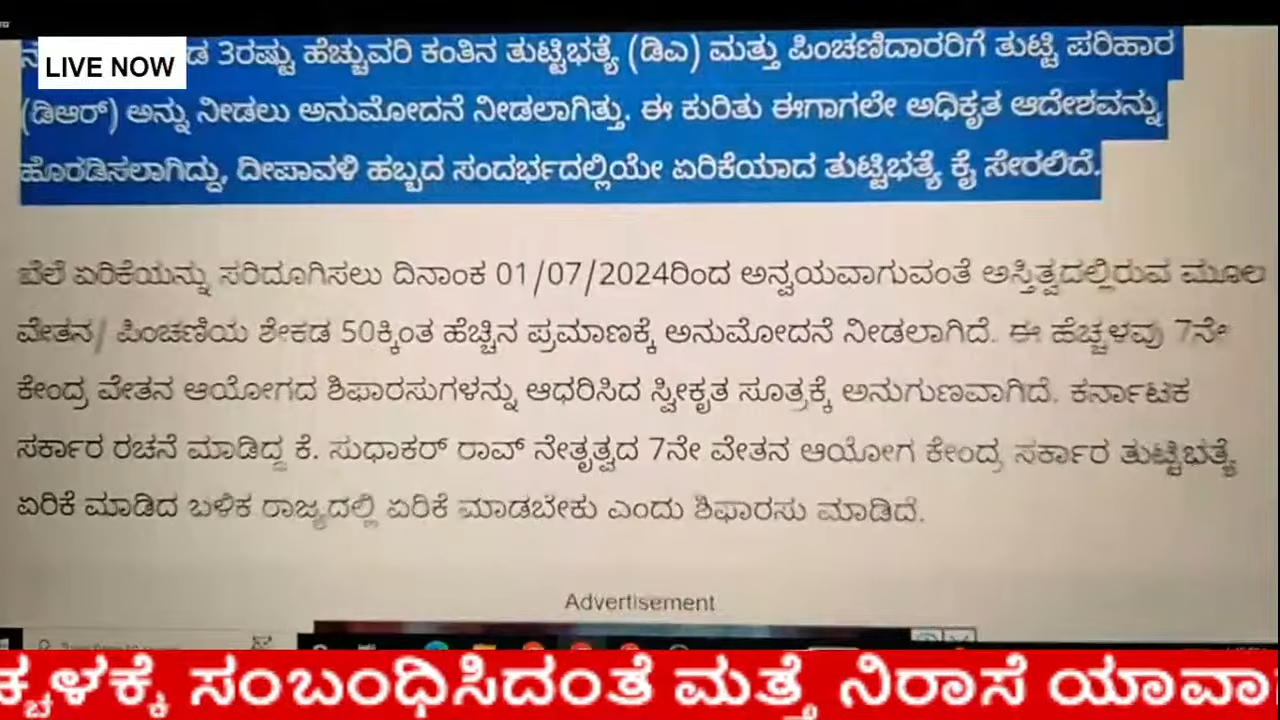 LIVE NOW
3ರಷ್ಟು ಹೆಚ್ಚುವರಿ ಕಂತಿನ ತುಟ್ಟಿಭತ್ಯೆ (ಡಿಎ) ಮತ್ತು ಪಿಂಚಣಿದಾರರಿಗೆ ತುಟ್ಟಿ ಪರಿಹಾರ
(ಡಿಆರ್) ಅನ್ನು ನೀಡಲು ಅನುಮೋದನೆ ನೀಡಲಾಗಿತ್ತು. ಈ ಕುರಿತು ಈಗಾಗಲೇ ಅಧಿಕೃತ ಆದೇಶವನ್ನು
ಹೊರಡಿಸಲಾಗಿದ್ದು, ದೀಪಾವಳಿ ಹಬ್ಬದ ಸಂದರ್ಭದಲ್ಲಿಯೇ ಏರಿಕೆಯಾದ ತುಟ್ಟಿಭತ್ಯೆ ಕೈ ಸೇರಲಿದೆ.
ಬೆಲೆ ಏರಿಕೆಯನ್ನು ಸರಿದೂಗಿಸಲು ದಿನಾಂಕ 01/07/2024ರಿಂದ ಅನ್ವಯವಾಗುವಂತೆ ಅಸ್ತಿತ್ವದಲ್ಲಿರುವ ಮೂಲ
ವೇತನ/ ಪಿಂಚಣಿಯ ಶೇಕಡ 50ಕ್ಕಿಂತ ಹೆಚ್ಚಿನ ಪ್ರಮಾಣಕ್ಕೆ ಅನುಮೋದನೆ ನೀಡಲಾಗಿದೆ. ಈ ಹೆಚ್ಚಳವು 7ನೇ
ಕೇಂದ್ರ ವೇತನ ಆಯೋಗದ ಶಿಫಾರಸುಗಳನ್ನು ಆಧರಿಸಿದ ಸ್ವೀಕೃತ ಸೂತ್ರಕ್ಕೆ ಅನುಗುಣವಾಗಿದೆ. ಕರ್ನಾಟಕ
ಸರ್ಕಾರ ರಚನೆ ಮಾಡಿದ್ದ ಕೆ. ಸುಧಾಕರ್ ರಾವ್ ನೇತೃತ್ವದ 7ನೇ ವೇತನ ಆಯೋಗ ಕೇಂದ್ರ ಸರ್ಕಾರ ತುಟ್ಟಿಭತ್ಯೆ
ಏರಿಕೆ ಮಾಡಿದ ಬಳಿಕ ರಾಜ್ಯದಲ್ಲಿ ಏರಿಕೆ ಮಾಡಬೇಕು ಎಂದು ಶಿಫಾರಸು ಮಾಡಿದೆ.
Advertisement
ಸಂಬಂಧಿಸಿದಂತೆ ಮತ್ತೆ ನಿರಾಸೆ